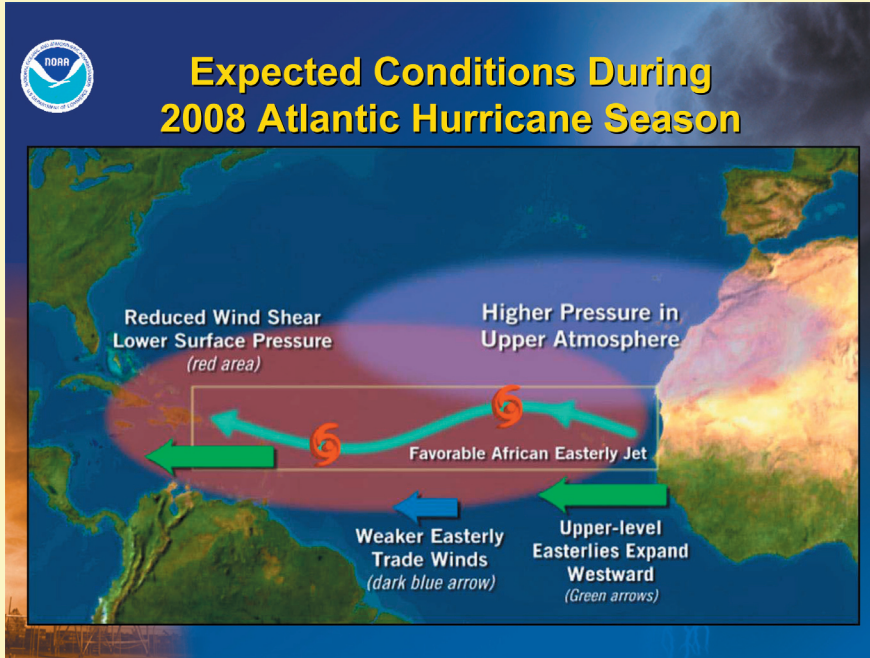 NOAA
Expected Conditions During
2008 Atlantic Hurricane Season
Reduced Wind Shear
Lower Surface Pressure
(red area)
Higher Pressure in
Upper Atmosphere
Favorable African Easterly Jet
Weaker Easterly
Trade Winds
(dark blue arrow)
Upper-level
Easterlies Expand
Westward
(Green arrows)